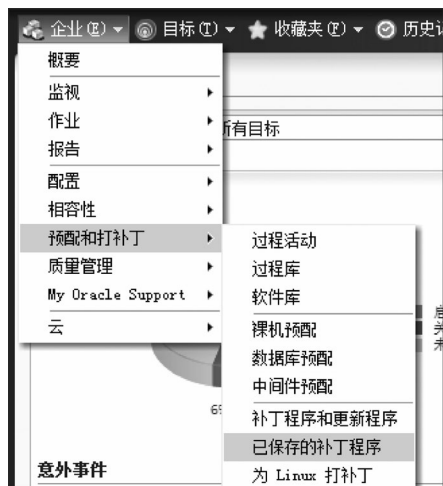 企业(E) 目标(T) 收藏夹(F) 历史记
概要
监视
作业
报告
所有目标
配置
相容性
预配和打补丁
质量管理
My Oracle Support
云
过程活动
过程库
软件库
裸机预配
数据库预配
中间件预配
补丁程序和更新程序
已保存的补丁程序
为 Linux 打补丁
6%
意外事件